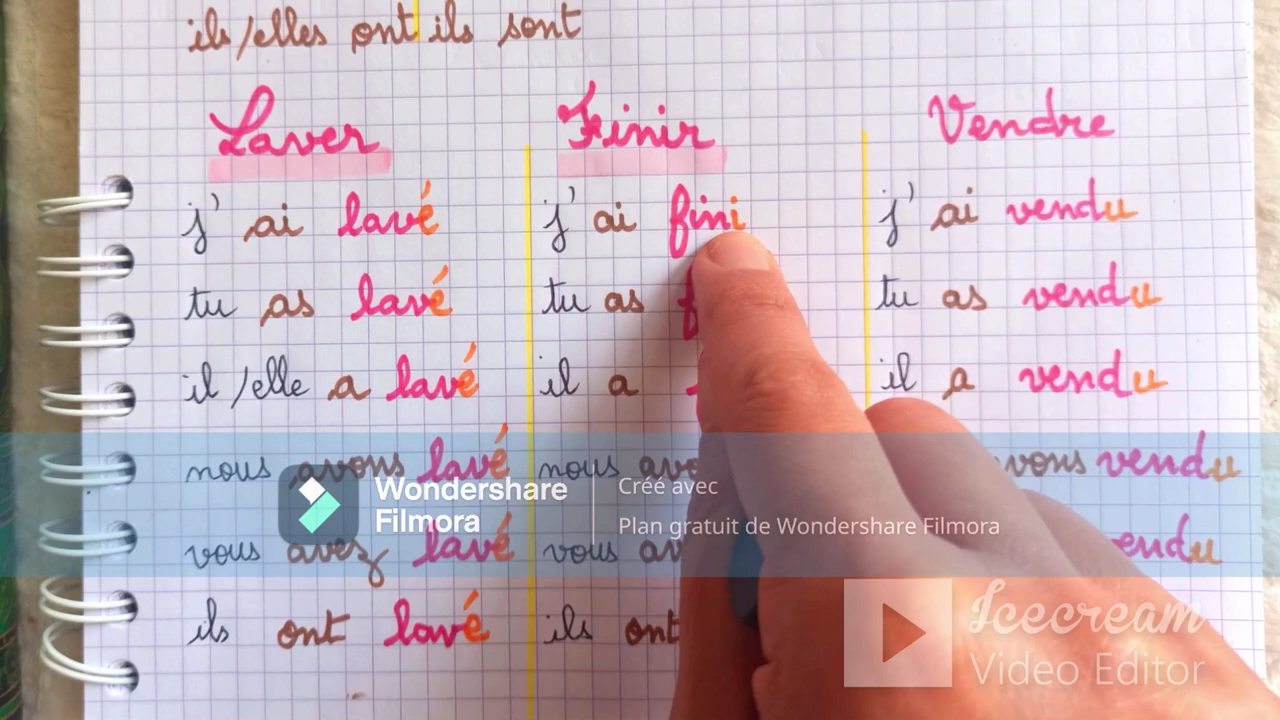 ils/elles ont ils sont
Laver Finir Vendre
j'ai lavé j'ai fini j'ai vendu
tu as lavé tu as tu as vendu
il/elle a lavé il a il a vendu
nous avons lavé nous vendu
vous avez lavé vous vendu
ils ont lavé ils ont
Wondershare
Filmora
Créé avec
Plan gratuit de Wondershare Filmora
Icecream
Video Editor